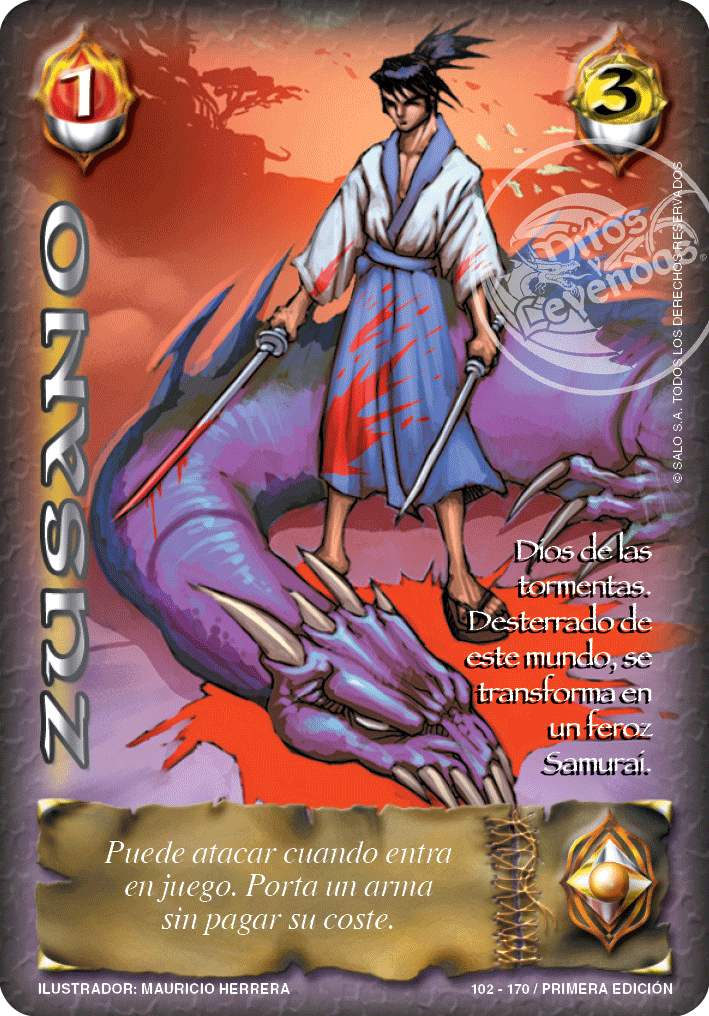 1
3
ZUSANO
Mitos y
Leyendas
®
© SALO S.A. TODOS LOS DERECHOS RESERVADOS
Dios de las
tormentas.
Desterrado de
este mundo, se
transforma en
un feroz
Samurai.
Puede atacar cuando entra
en juego. Porta un arma
sin pagar su coste.
ILUSTRADOR: MAURICIO HERRERA
102 - 170 / PRIMERA EDICIÓN